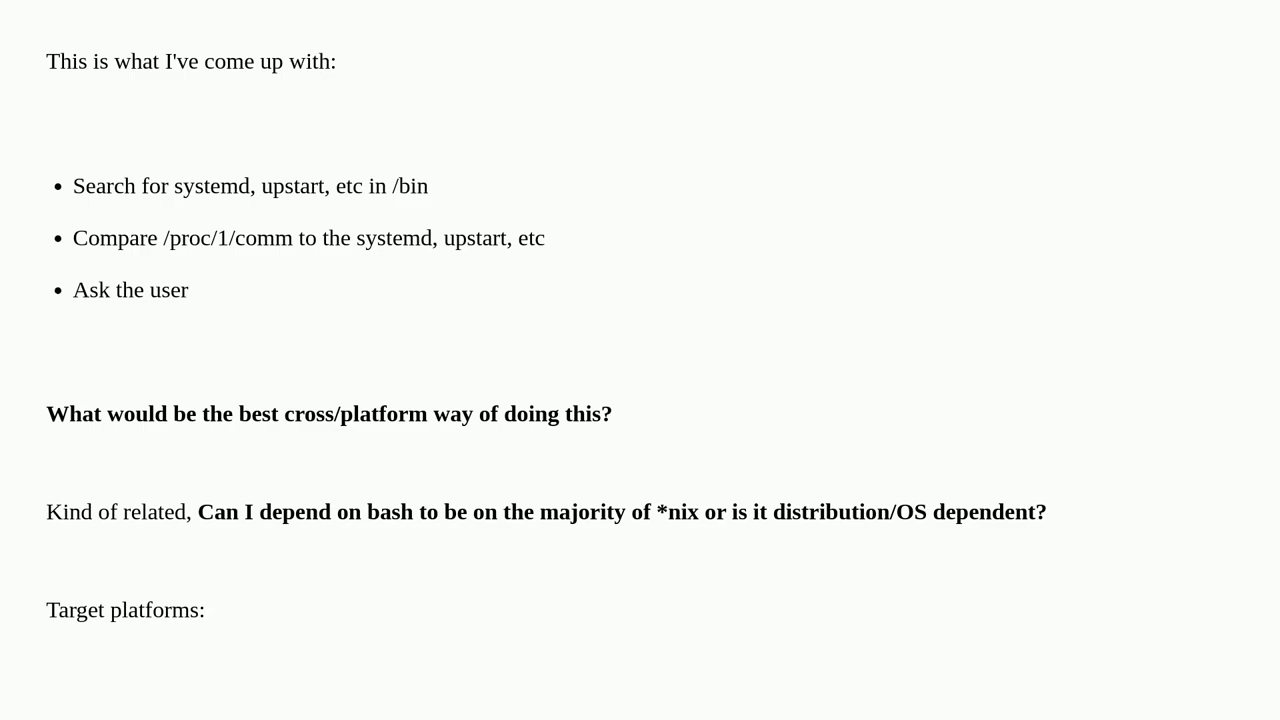 This is what I've come up with:
Search for systemd, upstart, etc in /bin
Compare /proc/1/comm to the systemd, upstart, etc
Ask the user
What would be the best cross/platform way of doing this?
Kind of related, Can I depend on bash to be on the majority of *nix or is it distribution/OS dependent?
Target platforms: